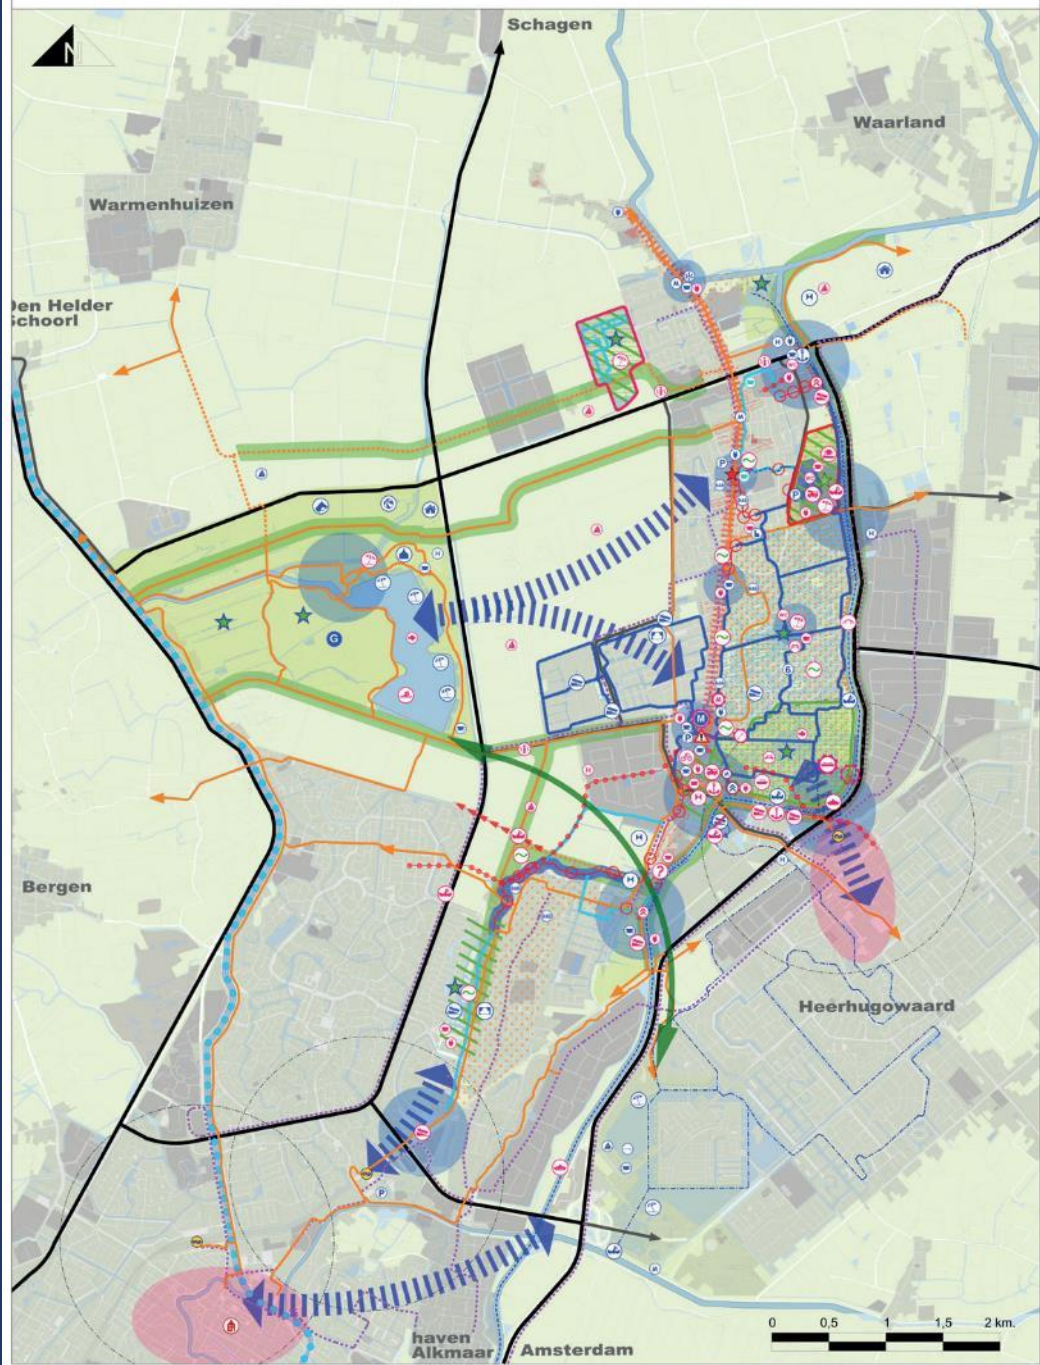 Schagen
N
Waarland
Warmenhuizen
Den Helder
Schoorl
H
H
P
P
H
H
G
6
M
P
H
H
H
H
Bergen
Heerhugowaard
P
0 0,5 1 1,5 2 km.
haven
Alkmaar
Amsterdam